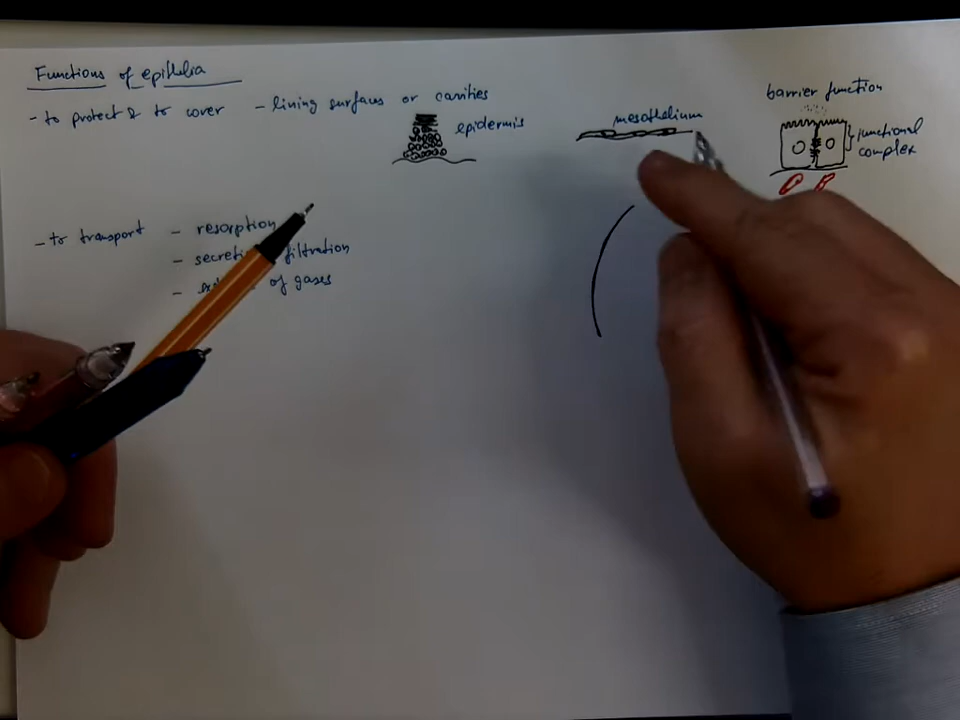 Functions of epithelia
- to protect & to cover - lining surfaces or cavities
epidermis
mesothelium
barrier function
junctional
complex
- to transport - resorption
- filtration
- of gases